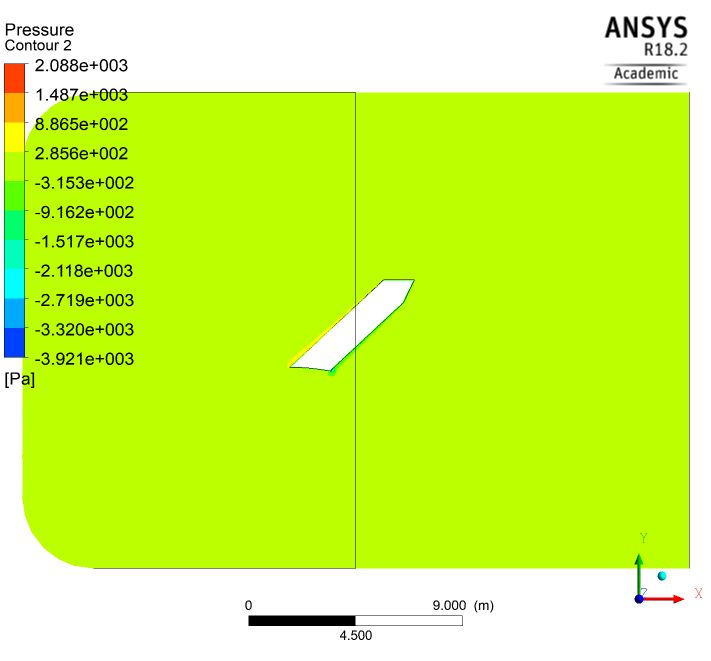 Pressure
Contour 2
2.088e+003
1.487e+003
8.865e+002
2.856e+002
-3.153e+002
-9.162e+002
-1.517e+003
-2.118e+003
-2.719e+003
-3.320e+003
-3.921e+003
[Pa]
ANSYS
R18.2
Academic
Y
Z
X
0
9.000 (m)
4.500